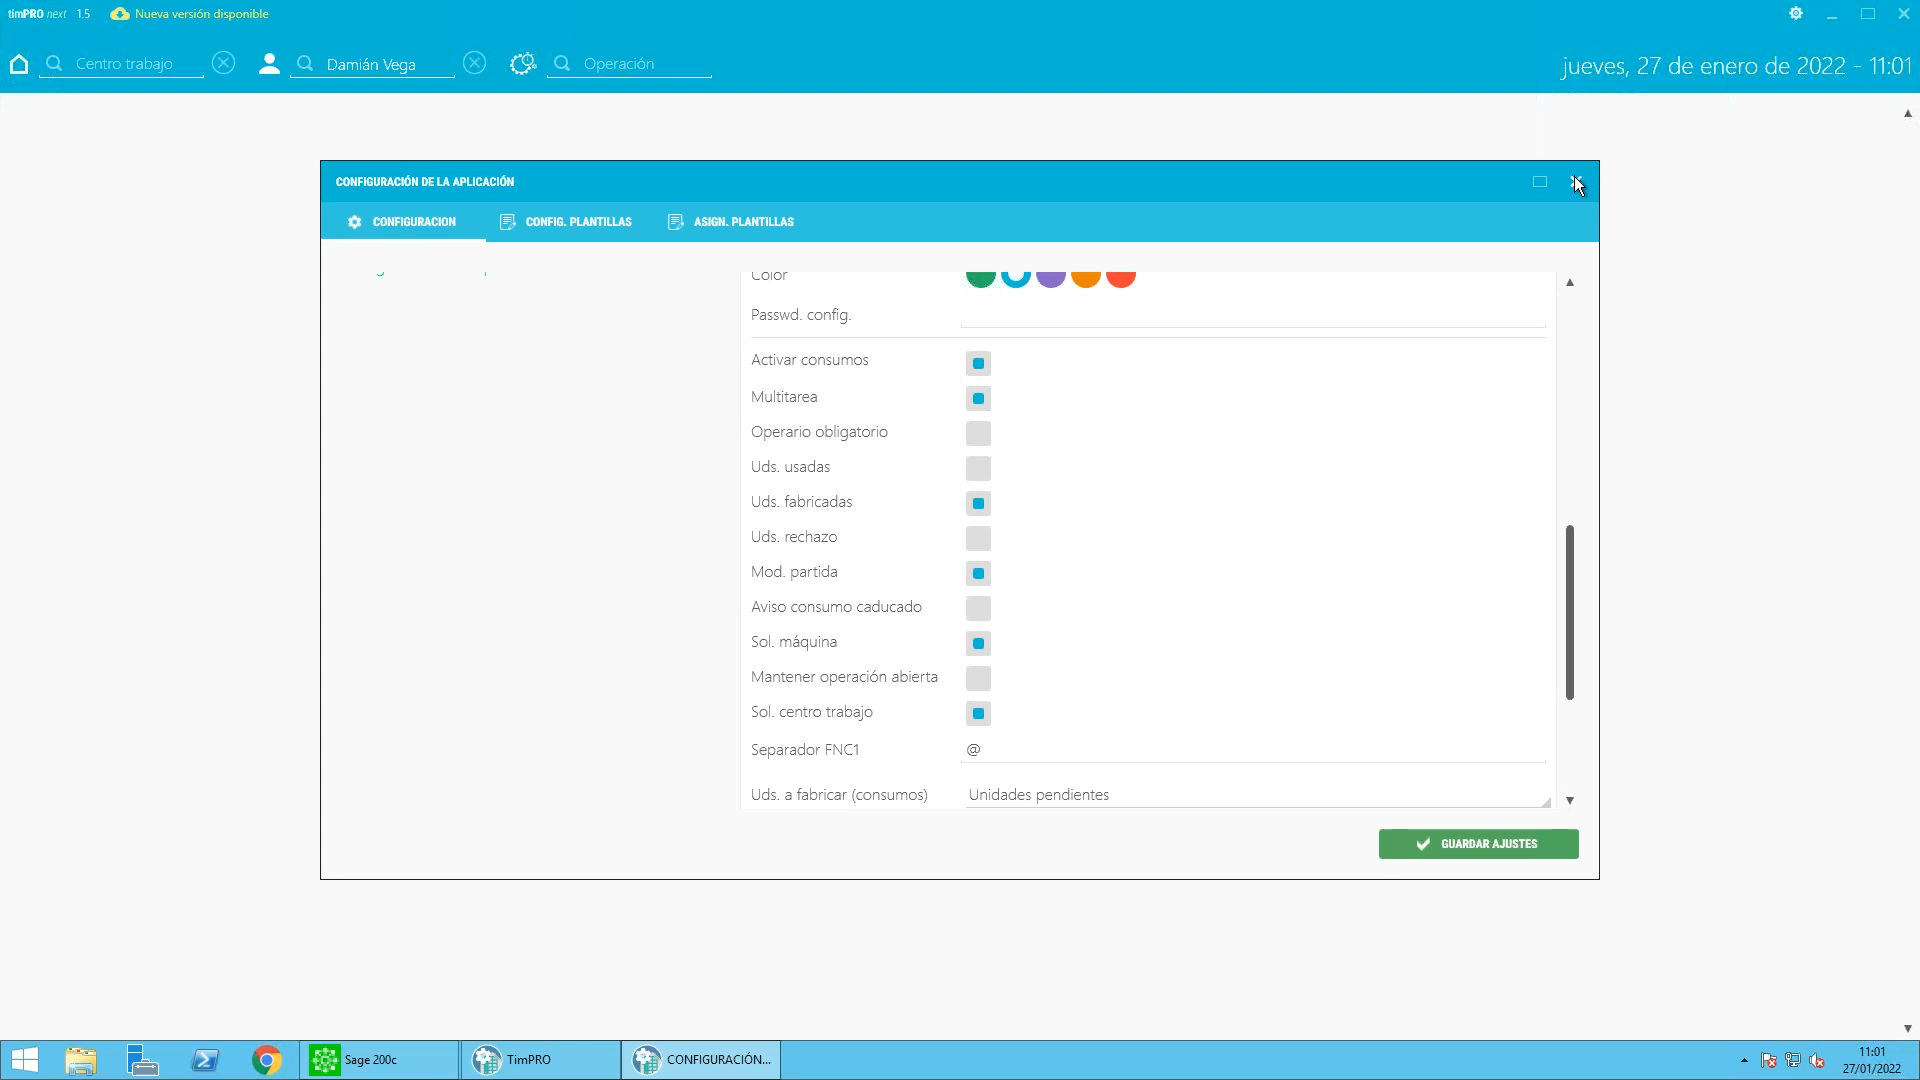 timPRO next 1.5 Nueva versión disponible
Centro trabajo Damián Vega Operación jueves, 27 de enero de 2022 - 11:01
CONFIGURACIÓN DE LA APLICACIÓN
CONFIGURACION CONFIG. PLANTILLAS ASIGN. PLANTILLAS
Color
Passwd. config.
Activar consumos
Multitarea
Operario obligatorio
Uds. usadas
Uds. fabricadas
Uds. rechazo
Mod. partida
Aviso consumo caducado
Sol. máquina
Mantener operación abierta
Sol. centro trabajo
Separador FNC1 @
Uds. a fabricar (consumos) Unidades pendientes
GUARDAR AJUSTES
Sage 200c TimPRO CONFIGURACIÓN... 11:01
27/01/2022